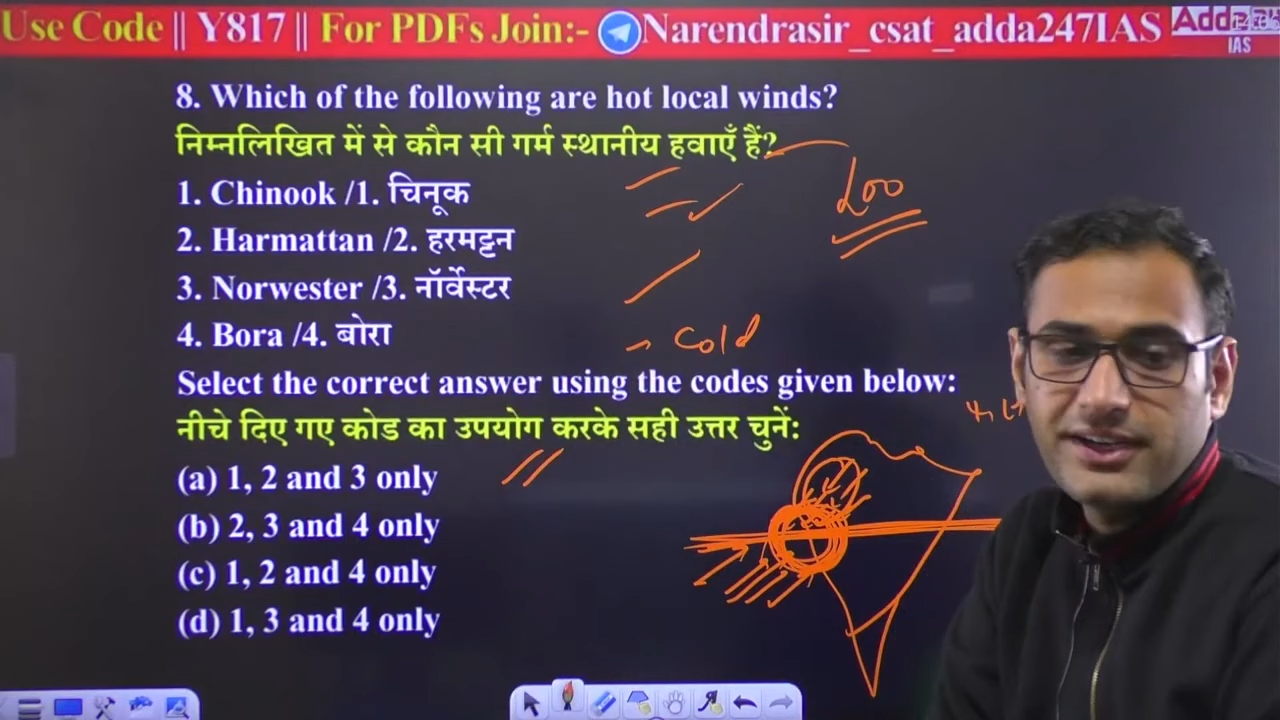 Use Code || Y817 || For PDFs Join:- Narendrasir_csat_adda247IAS
IAS
8. Which of the following are hot local winds?
निम्नलिखित में से कौन सी गर्म स्थानीय हवाएँ हैं?
1. Chinook /1. चिनूक
Loo
2. Harmattan /2. हरमट्टन
3. Norwester /3. नॉर्वेस्टर
4. Bora /4. बोरा
Cold
Select the correct answer using the codes given below:
नीचे दिए गए कोड का उपयोग करके सही उत्तर चुनें:
(a) 1, 2 and 3 only
(b) 2, 3 and 4 only
(c) 1, 2 and 4 only
(d) 1, 3 and 4 only